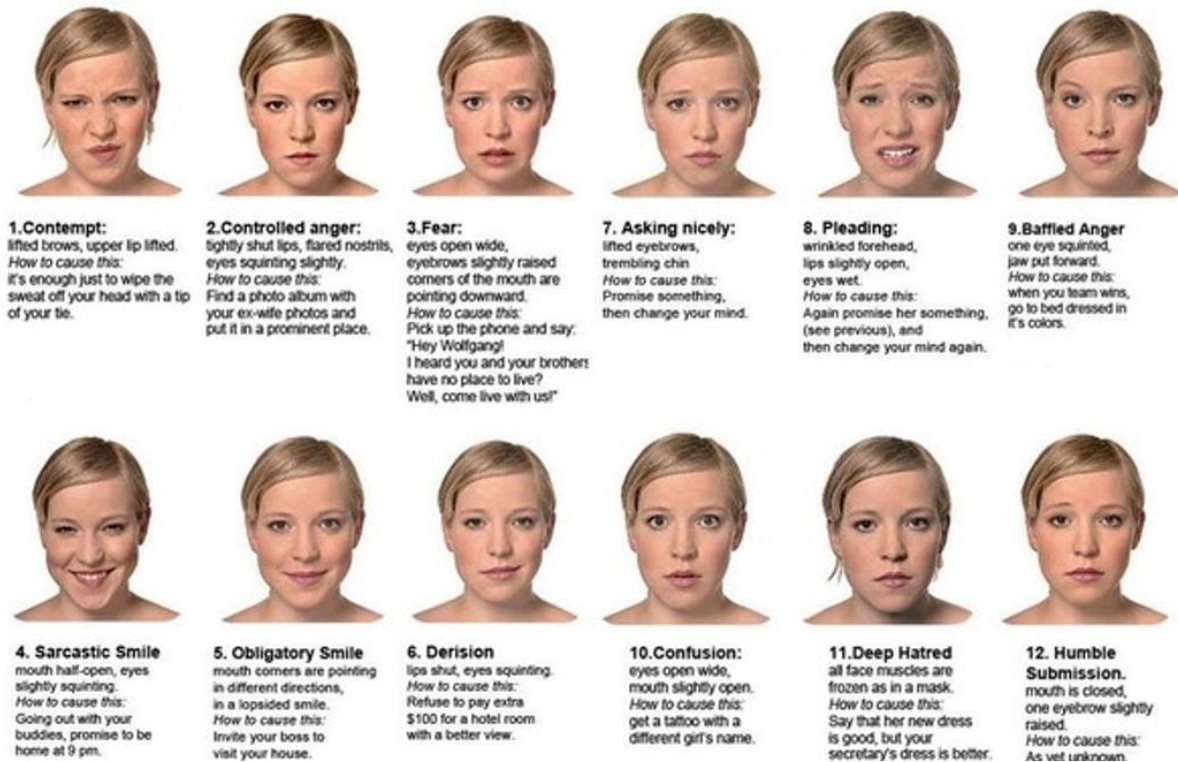 1.Contempt:
lifted brows, upper lip lifted.
How to cause this:
it's enough just to wipe the
sweat off your head with a tip
of your tie.
2.Controlled anger:
tightly shut lips, flared nostrils,
eyes squinting slightly.
How to cause this:
Find a photo album with
your ex-wife photos and
put it in a prominent place.
3.Fear:
eyes open wide,
eyebrows slightly raised
corners of the mouth are
pointing downward.
How to cause this:
Pick up the phone and say:
"Hey Wolfgang!
I heard you and your brothers
have no place to live?
Well, come live with us!"
7. Asking nicely:
lifted eyebrows,
trembling chin
How to cause this:
Promise something,
then change your mind.
8. Pleading:
wrinkled forehead,
lips slightly open,
eyes wet.
How to cause this:
Again promise her something,
(see previous), and
then change your mind again.
9.Baffled Anger
one eye squinted,
jaw put forward.
How to cause this:
when you team wins,
go to bed dressed in
it's colors.
4. Sarcastic Smile
mouth half-open, eyes
slightly squinting.
How to cause this:
Going out with your
buddies, promise to be
home at 9 pm.
5. Obligatory Smile
mouth corners are pointing
in different directions,
in a lopsided smile.
How to cause this:
Invite your boss to
visit your house.
6. Derision
lips shut, eyes squinting.
How to cause this:
Refuse to pay extra
$100 for a hotel room
with a better view.
10.Confusion:
eyes open wide,
mouth slightly open.
How to cause this:
get a tattoo with a
different girl's name.
11.Deep Hatred
all face muscles are
frozen as in a mask.
How to cause this:
Say that her new dress
is good, but your
secretary's dress is better.
12. Humble
Submission.
mouth is closed,
one eyebrow slightly
raised.
How to cause this:
As yet unknown.